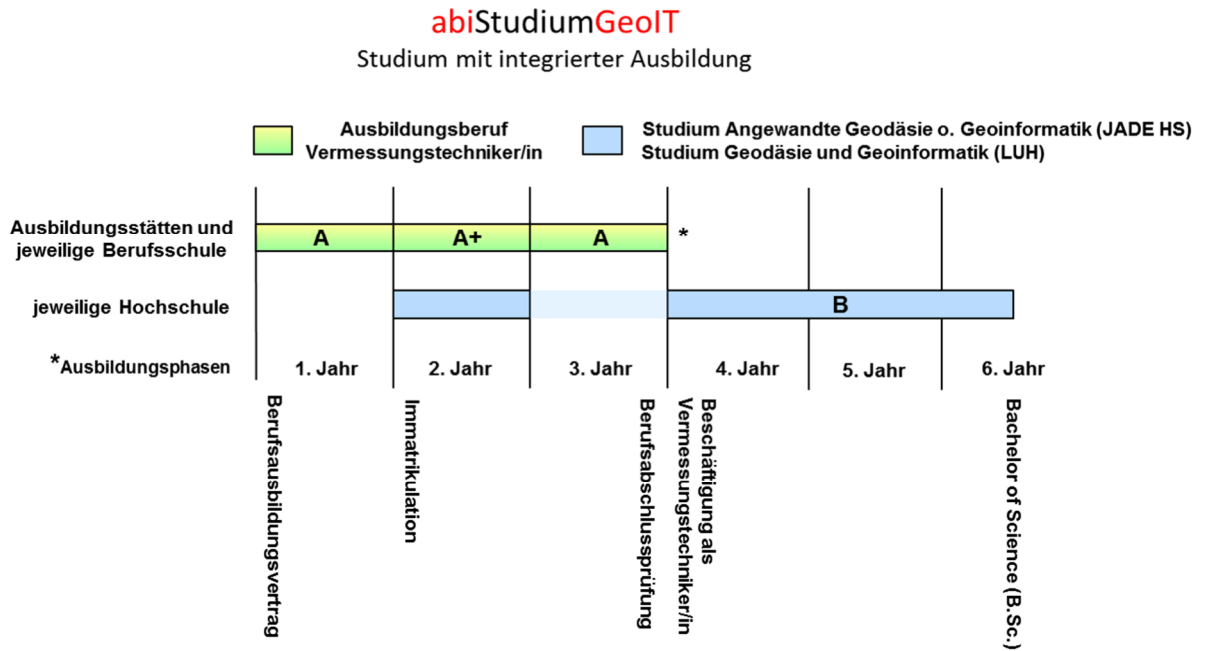 abiStudiumGeoIT
Studium mit integrierter Ausbildung
Ausbildungsberuf
Vermessungstechniker/in
Studium Angewandte Geodäsie o. Geoinformatik (JADE HS)
Studium Geodäsie und Geoinformatik (LUH)
Ausbildungsstätten und
jeweilige Berufsschule
A
A+
A
*
jeweilige Hochschule
B
*Ausbildungsphasen
1. Jahr
2. Jahr
3. Jahr
4. Jahr
5. Jahr
6. Jahr
Berufsausbildungsvertrag
Immatrikulation
Berufsabschlussprüfung
Beschäftigung als
Vermessungstechniker/in
Bachelor of Science (B.Sc.)